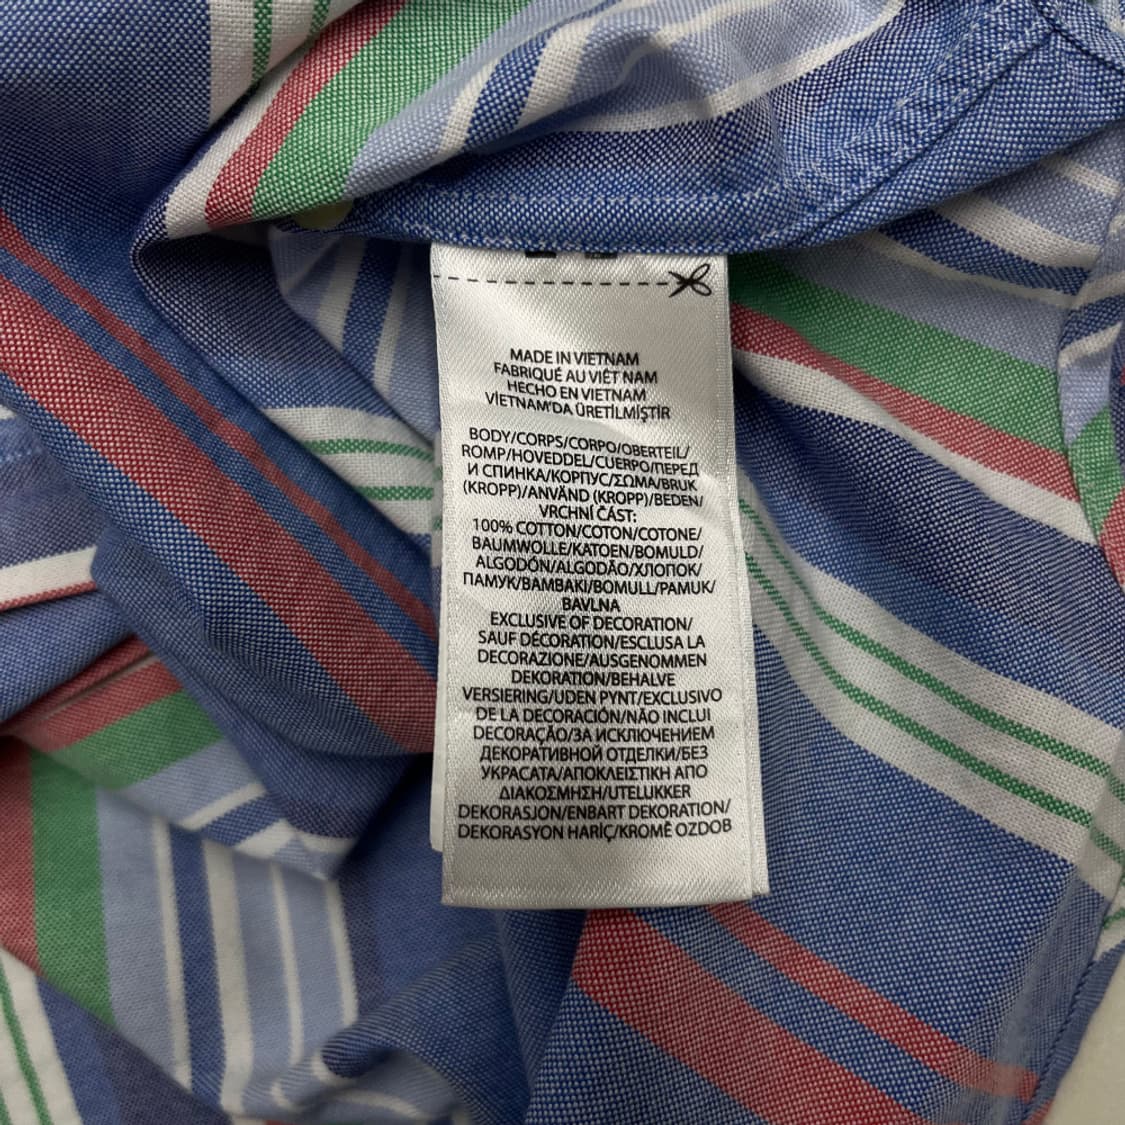 MADE IN VIETNAM
FABRIQUÉ AU VIÊT NAM
HECHO EN VIETNAM
VİETNAM'DA ÜRETİLMİŞTİR
BODY/CORPS/CORPO/OBERTEIL/
ROMP/HOVEDDEL/CUERPO/ПЕРЕД
И СПИНКА/КОРПУС/ΣΩΜΑ/BRUK
(KROPP)/ANVÄND (KROPP)/BEDEN/
VRCHNÍ ČÁST:
100% COTTON/COTON/COTONE/
BAUMWOLLE/KATOEN/BOMULD/
ALGODÓN/ALGODÃO/ХЛОПОК/
ПАМУК/ΒΑΜΒΑΚΙ/BOMULL/PAMUK/
BAVLNA
EXCLUSIVE OF DECORATION/
SAUF DÉCORATION/ESCLUSA LA
DECORAZIONE/AUSGENOMMEN
DEKORATION/BEHALVE
VERSIERING/UDEN PYNT/EXCLUSIVO
DE LA DECORACIÓN/NÃO INCLUI
DECORAÇÃO/ЗА ИСКЛЮЧЕНИЕМ
ДЕКОРАТИВНОЙ ОТДЕЛКИ/БЕЗ
УКРАСАТА/ΑΠΟΚΛΕΙΣΤΙΚΗ ΑΠΟ
ΔΙΑΚΟΣΜΗΣΗ/UTELUKKER
DEKORASJON/ENBART DEKORATION/
DEKORASYON HARİÇ/KROMĚ OZDOB